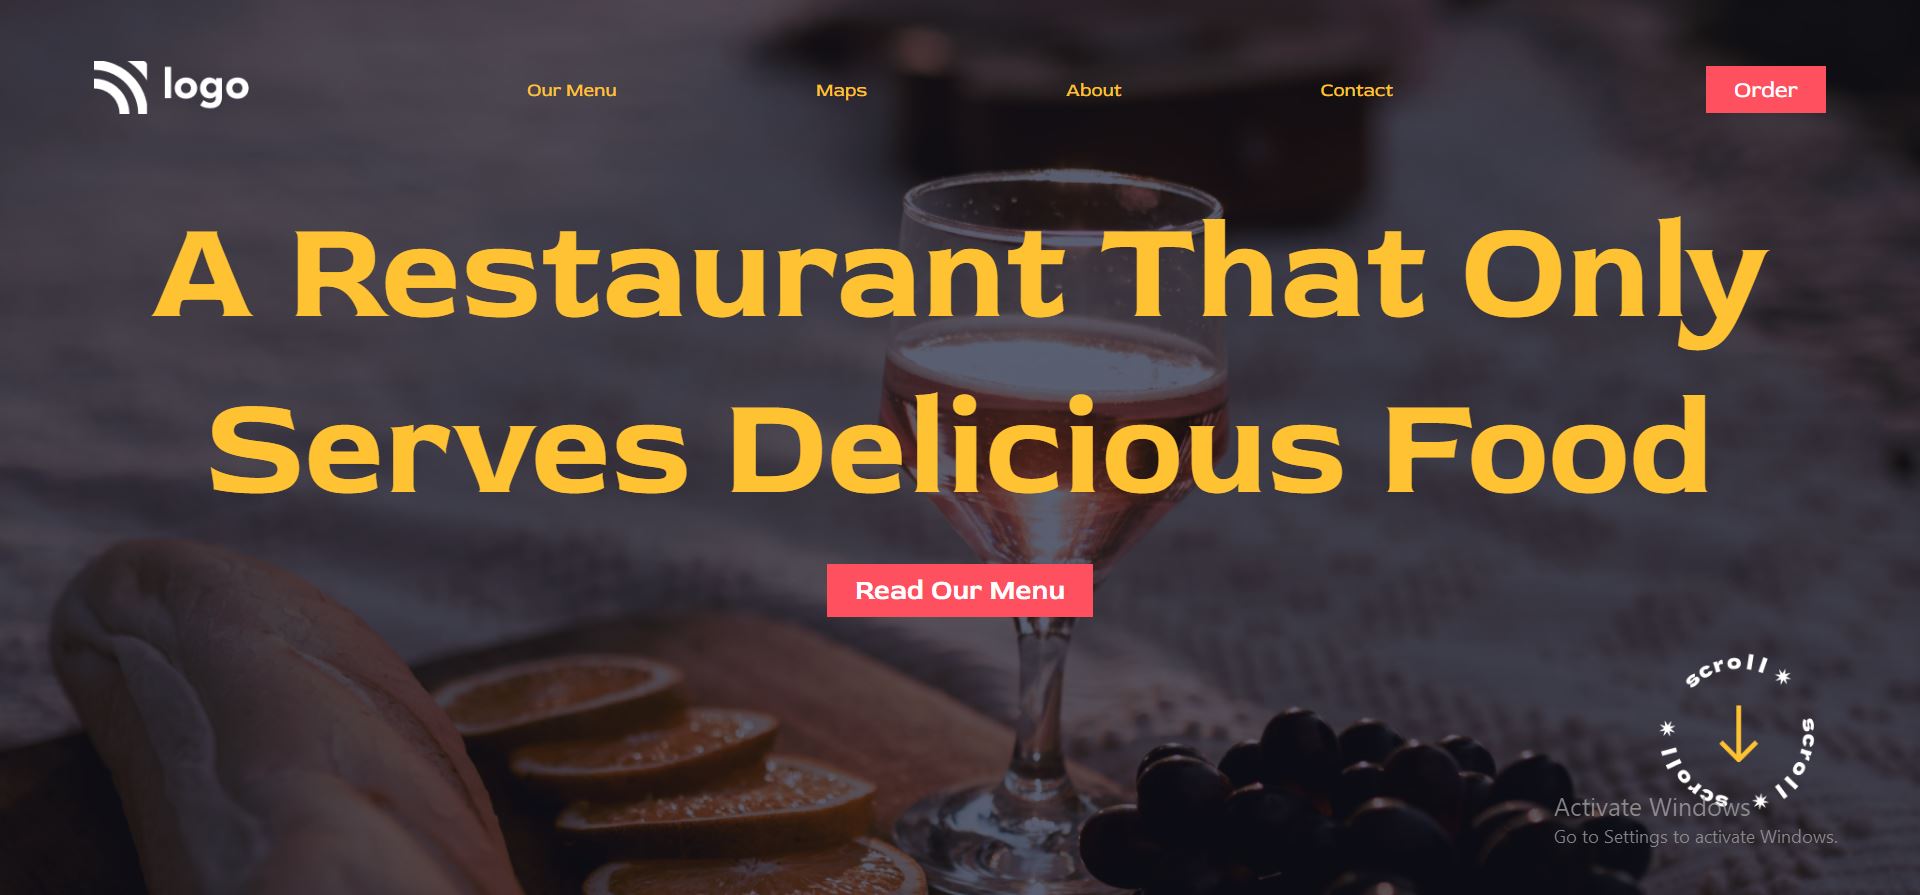 logo
Our Menu
Maps
About
Contact
Order
A Restaurant That Only
Serves Delicious Food
Read Our Menu
scroll ✷ scroll ✷ scroll ✷
Activate Windows
Go to Settings to activate Windows.